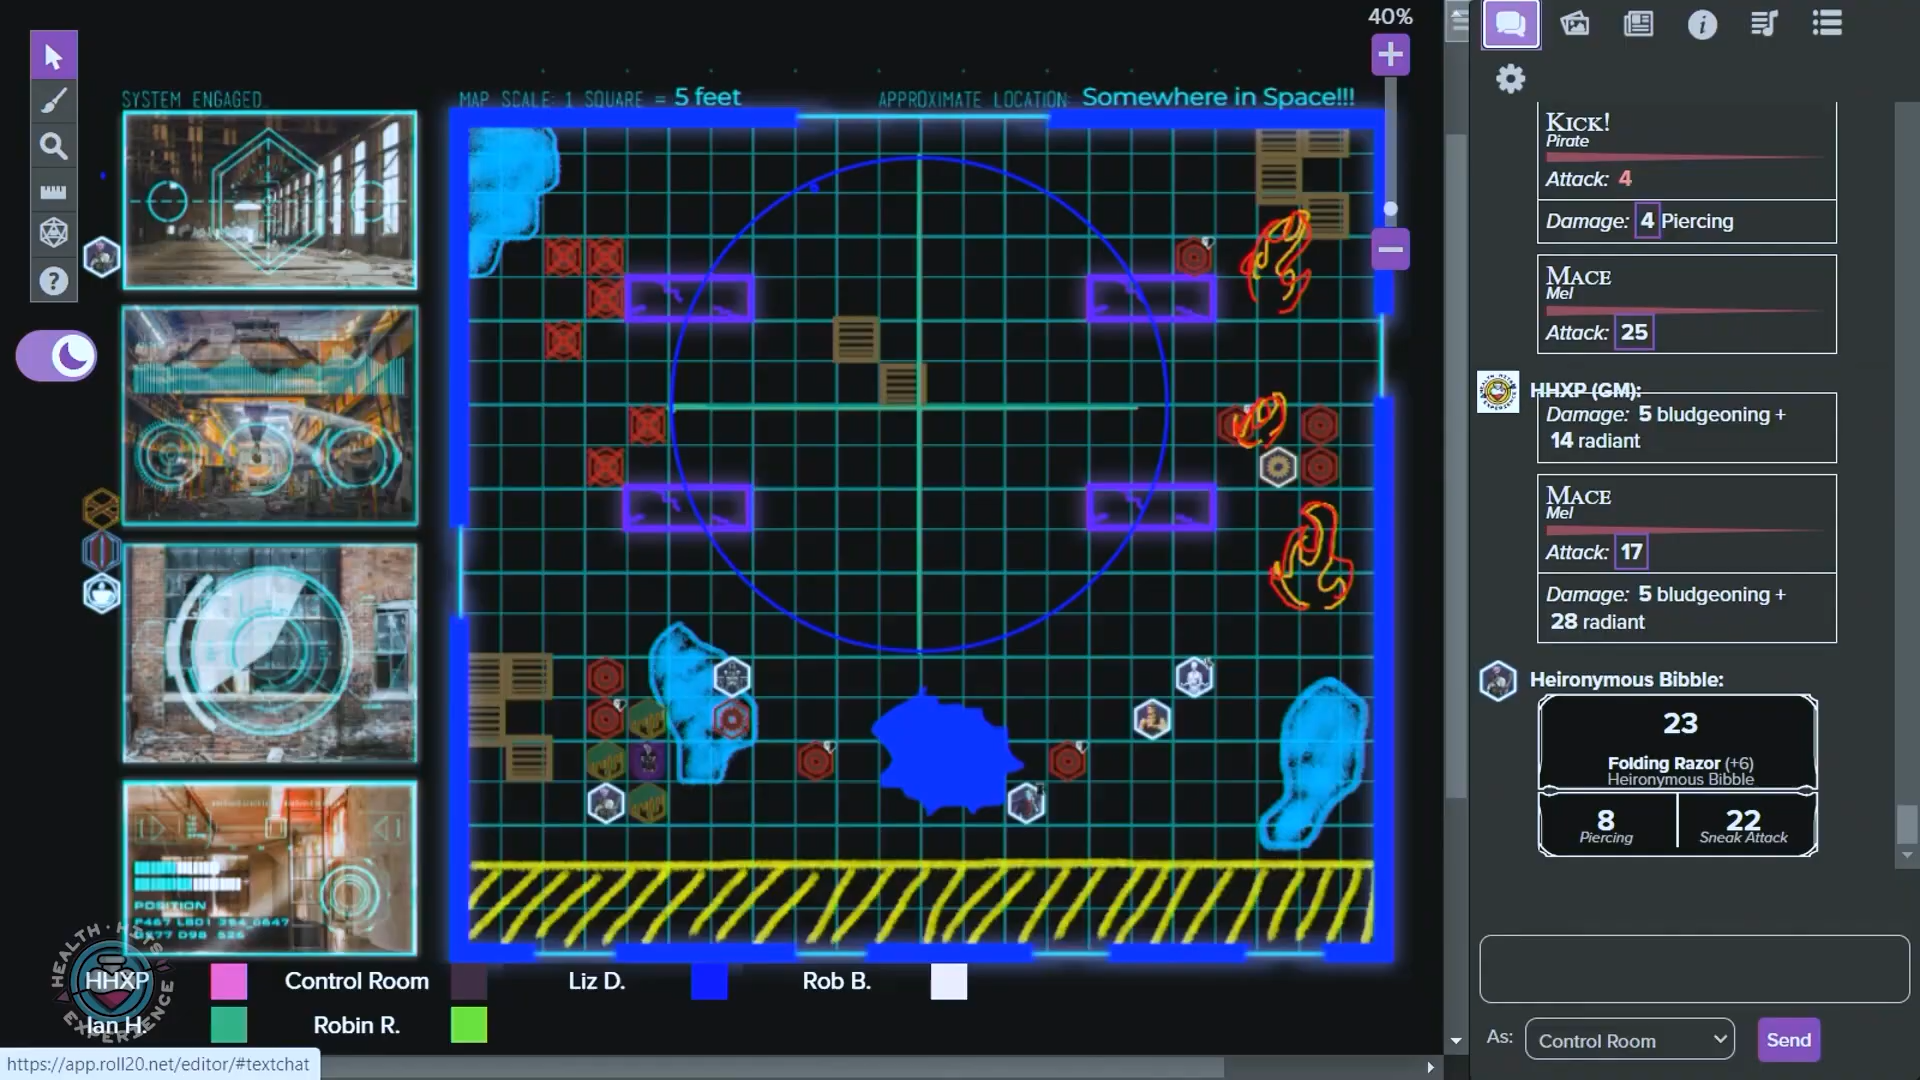 40%
SYSTEM ENGAGED
MAP SCALE: 1 SQUARE = 5 feet
APPROXIMATE LOCATION: Somewhere in Space!!!
POSITION
KICK!
Pirate
Attack: 4
Damage: 4 Piercing
MACE
Mel
Attack: 25
HHXP (GM):
Damage: 5 bludgeoning +
14 radiant
MACE
Mel
Attack: 17
Damage: 5 bludgeoning +
28 radiant
Heironymous Bibble:
23
Folding Razor (+6)
Heironymous Bibble
8
Piercing
22
Sneak Attack
HEALTH · HITS
EXPERIENCE
HHXP
Control Room
Liz D.
Rob B.
Ian H.
Robin R.
As:
Control Room
Send
https://app.roll20.net/editor/#textchat